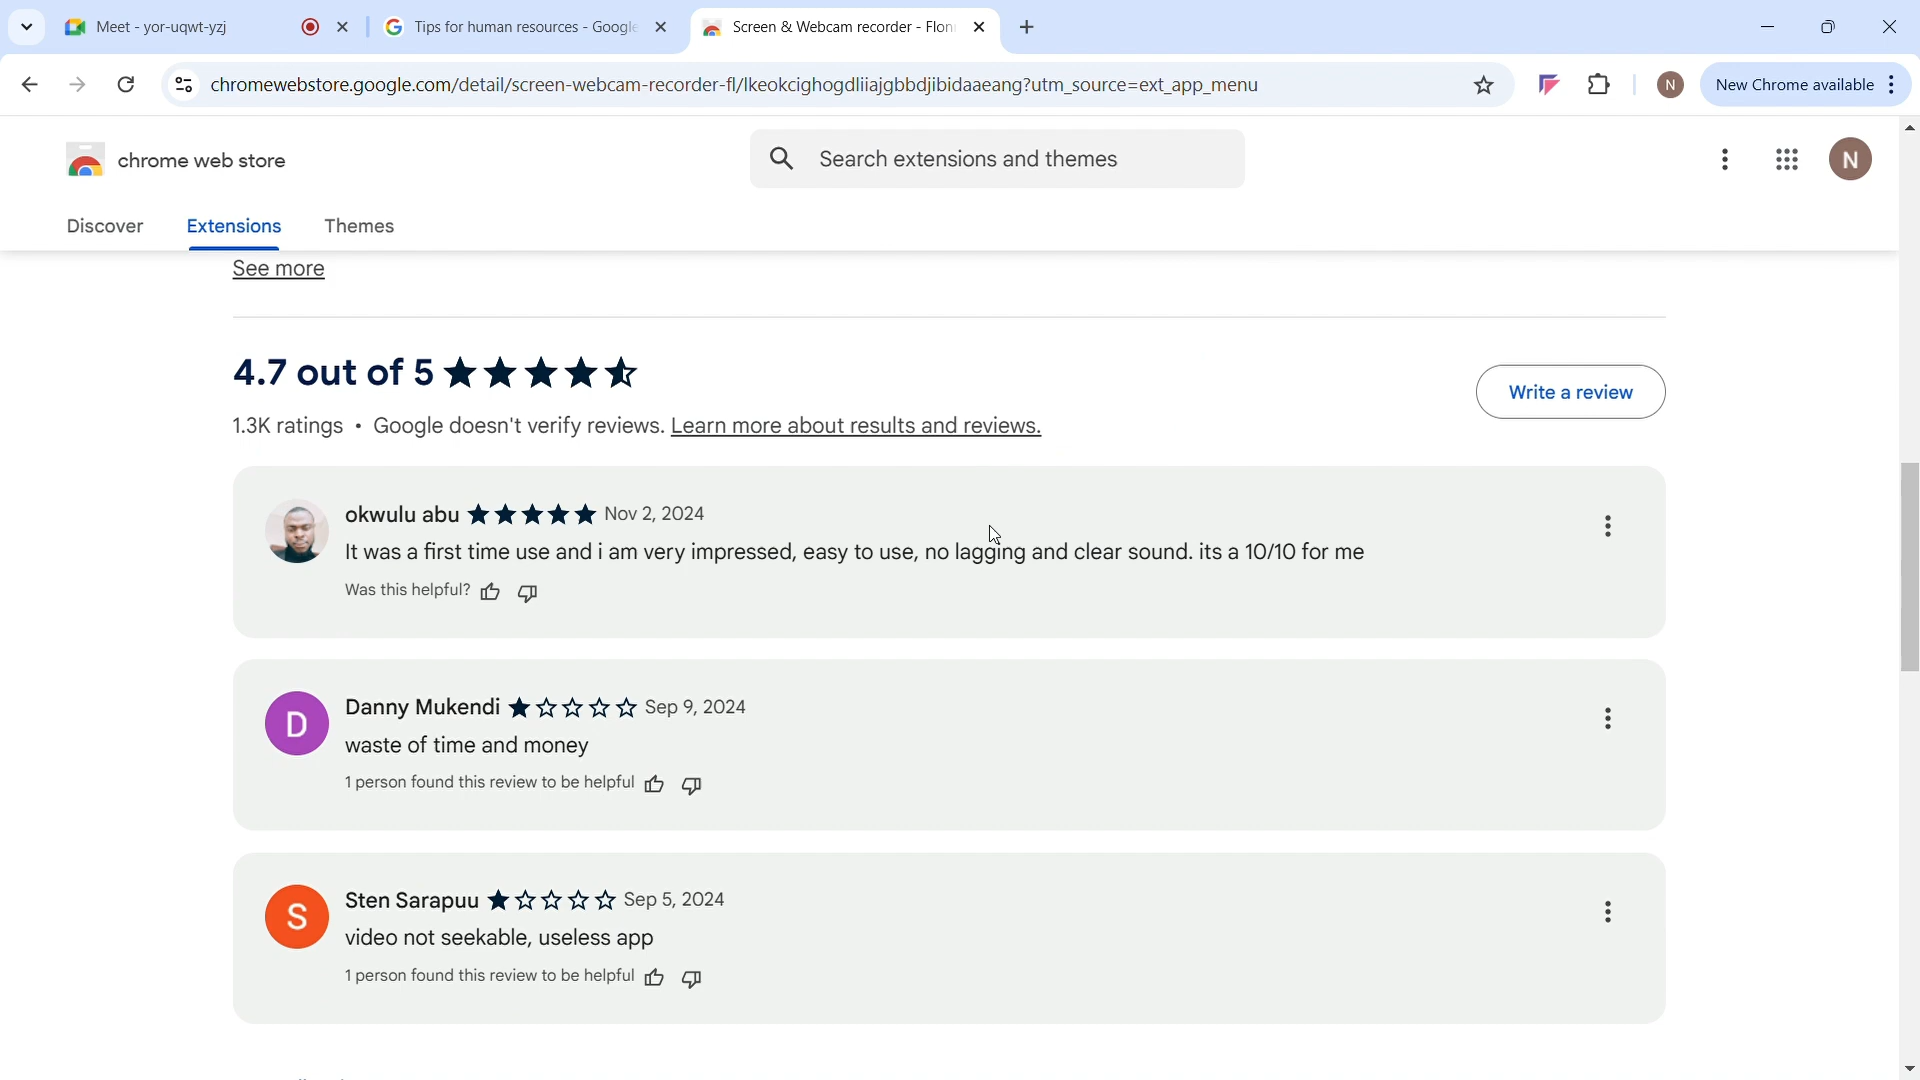 Meet - yor-uqwt-yzj
Tips for human resources - Google
Screen & Webcam recorder - Flon
chromewebstore.google.com/detail/screen-webcam-recorder-fl/lkeokcighogdliiajgbbdjibidaaeang?utm_source=ext_app_menu
N
New Chrome available
chrome web store
Search extensions and themes
N
Discover
Extensions
Themes
See more
4.7 out of 5
Write a review
1.3K ratings • Google doesn't verify reviews. Learn more about results and reviews.
okwulu abu
Nov 2, 2024
It was a first time use and i am very impressed, easy to use, no lagging and clear sound. its a 10/10 for me
Was this helpful?
D
Danny Mukendi
Sep 9, 2024
waste of time and money
1 person found this review to be helpful
S
Sten Sarapuu
Sep 5, 2024
video not seekable, useless app
1 person found this review to be helpful